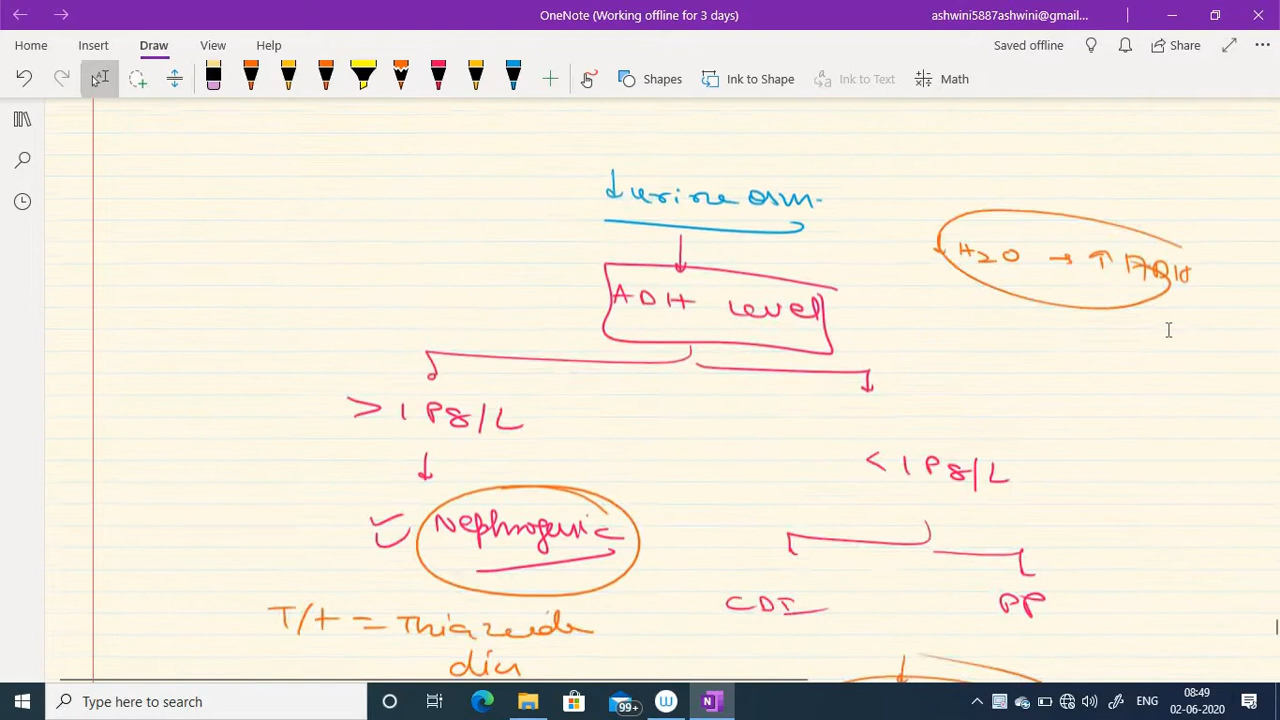 OneNote (Working offline for 3 days)
ashwini5887ashwini@gmail...
Home Insert Draw View Help
Saved offline
Share
Shapes
Ink to Shape
Ink to Text
Math
↓ urine osm.
↓ H2O → ↑ ADH
ADH level
> 1 Pg/L
< 1 Pg/L
Nephrogenic
CDI
PP
T/t = Thiazide
diu
Type here to search
99+
ENG
08:49
02-06-2020